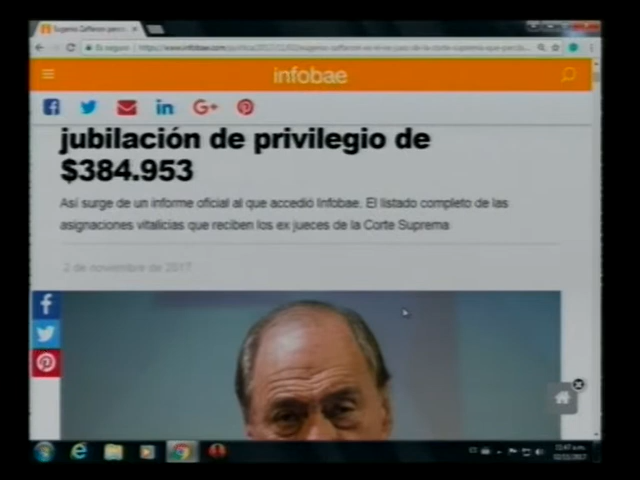 Es seguro
infobae
G+
jubilación de privilegio de
$384.953
Así surge de un informe oficial al que accedió Infobae. El listado completo de las
asignaciones vitalicias que reciben los ex jueces de la Corte Suprema
2 de noviembre de 2017